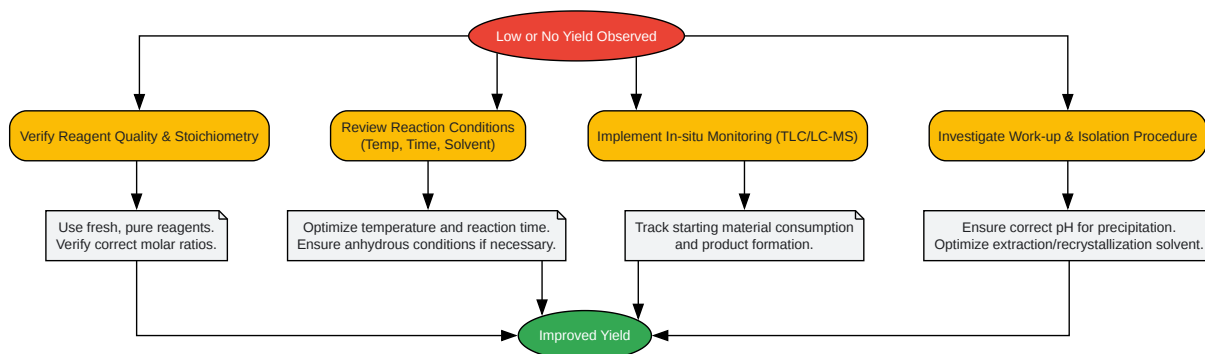 Low or No Yield Observed
Verify Reagent Quality & Stoichiometry
Review Reaction Conditions
(Temp, Time, Solvent)
Implement In-situ Monitoring (TLC/LC-MS)
Investigate Work-up & Isolation Procedure
Use fresh, pure reagents.
Verify correct molar ratios.
Optimize temperature and reaction time.
Ensure anhydrous conditions if necessary.
Track starting material consumption
and product formation.
Ensure correct pH for precipitation.
Optimize extraction/recrystallization solvent.
Improved Yield